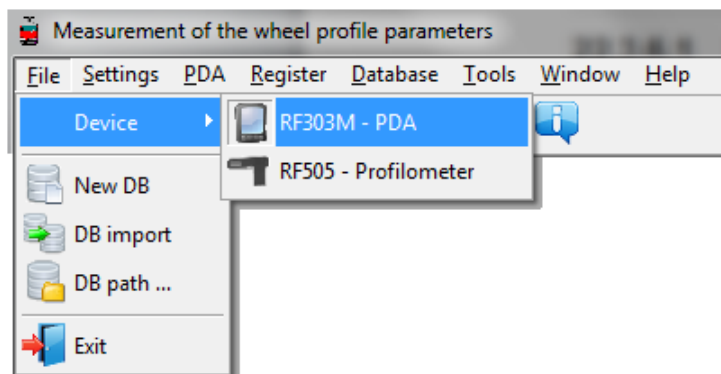 Measurement of the wheel profile parameters
File Settings PDA Register Database Tools Window Help
Device
RF303M - PDA
RF505 - Profilometer
New DB
DB import
DB path ...
Exit